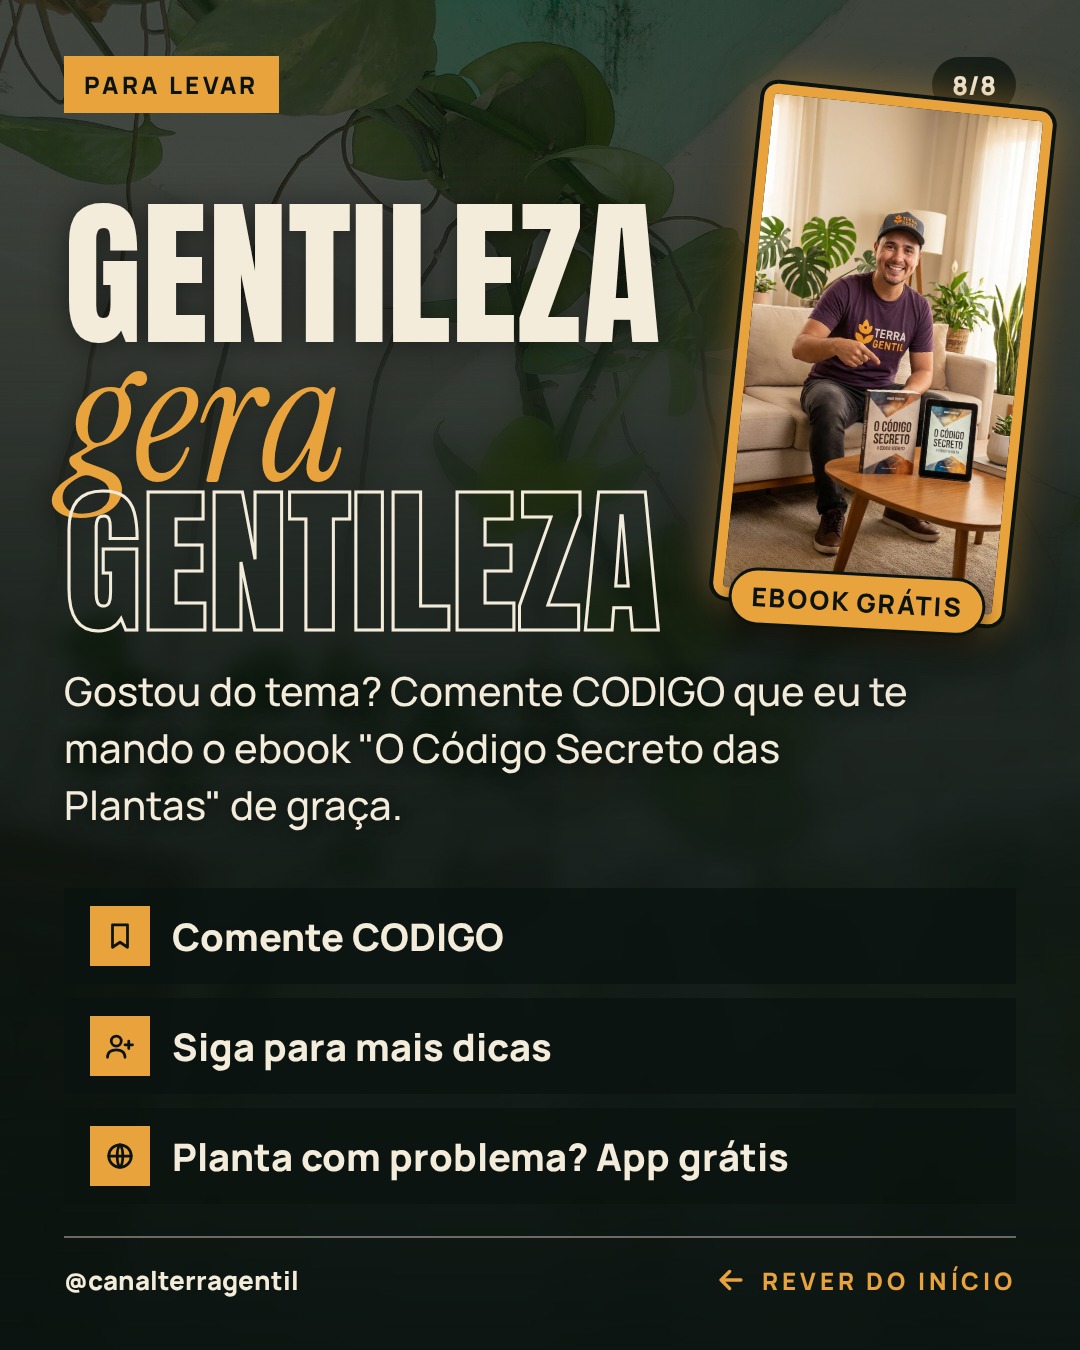 PARA LEVAR
8/8
GENTILEZA
gera
GENTILEZA
TERRA
GENTIL
O CÓDIGO
SECRETO
O CÓDIGO
SECRETO
EBOOK GRÁTIS
Gostou do tema? Comente CODIGO que eu te
mando o ebook "O Código Secreto das
Plantas" de graça.
Comente CODIGO
Siga para mais dicas
Planta com problema? App grátis
@canalterragentil
← REVER DO INÍCIO